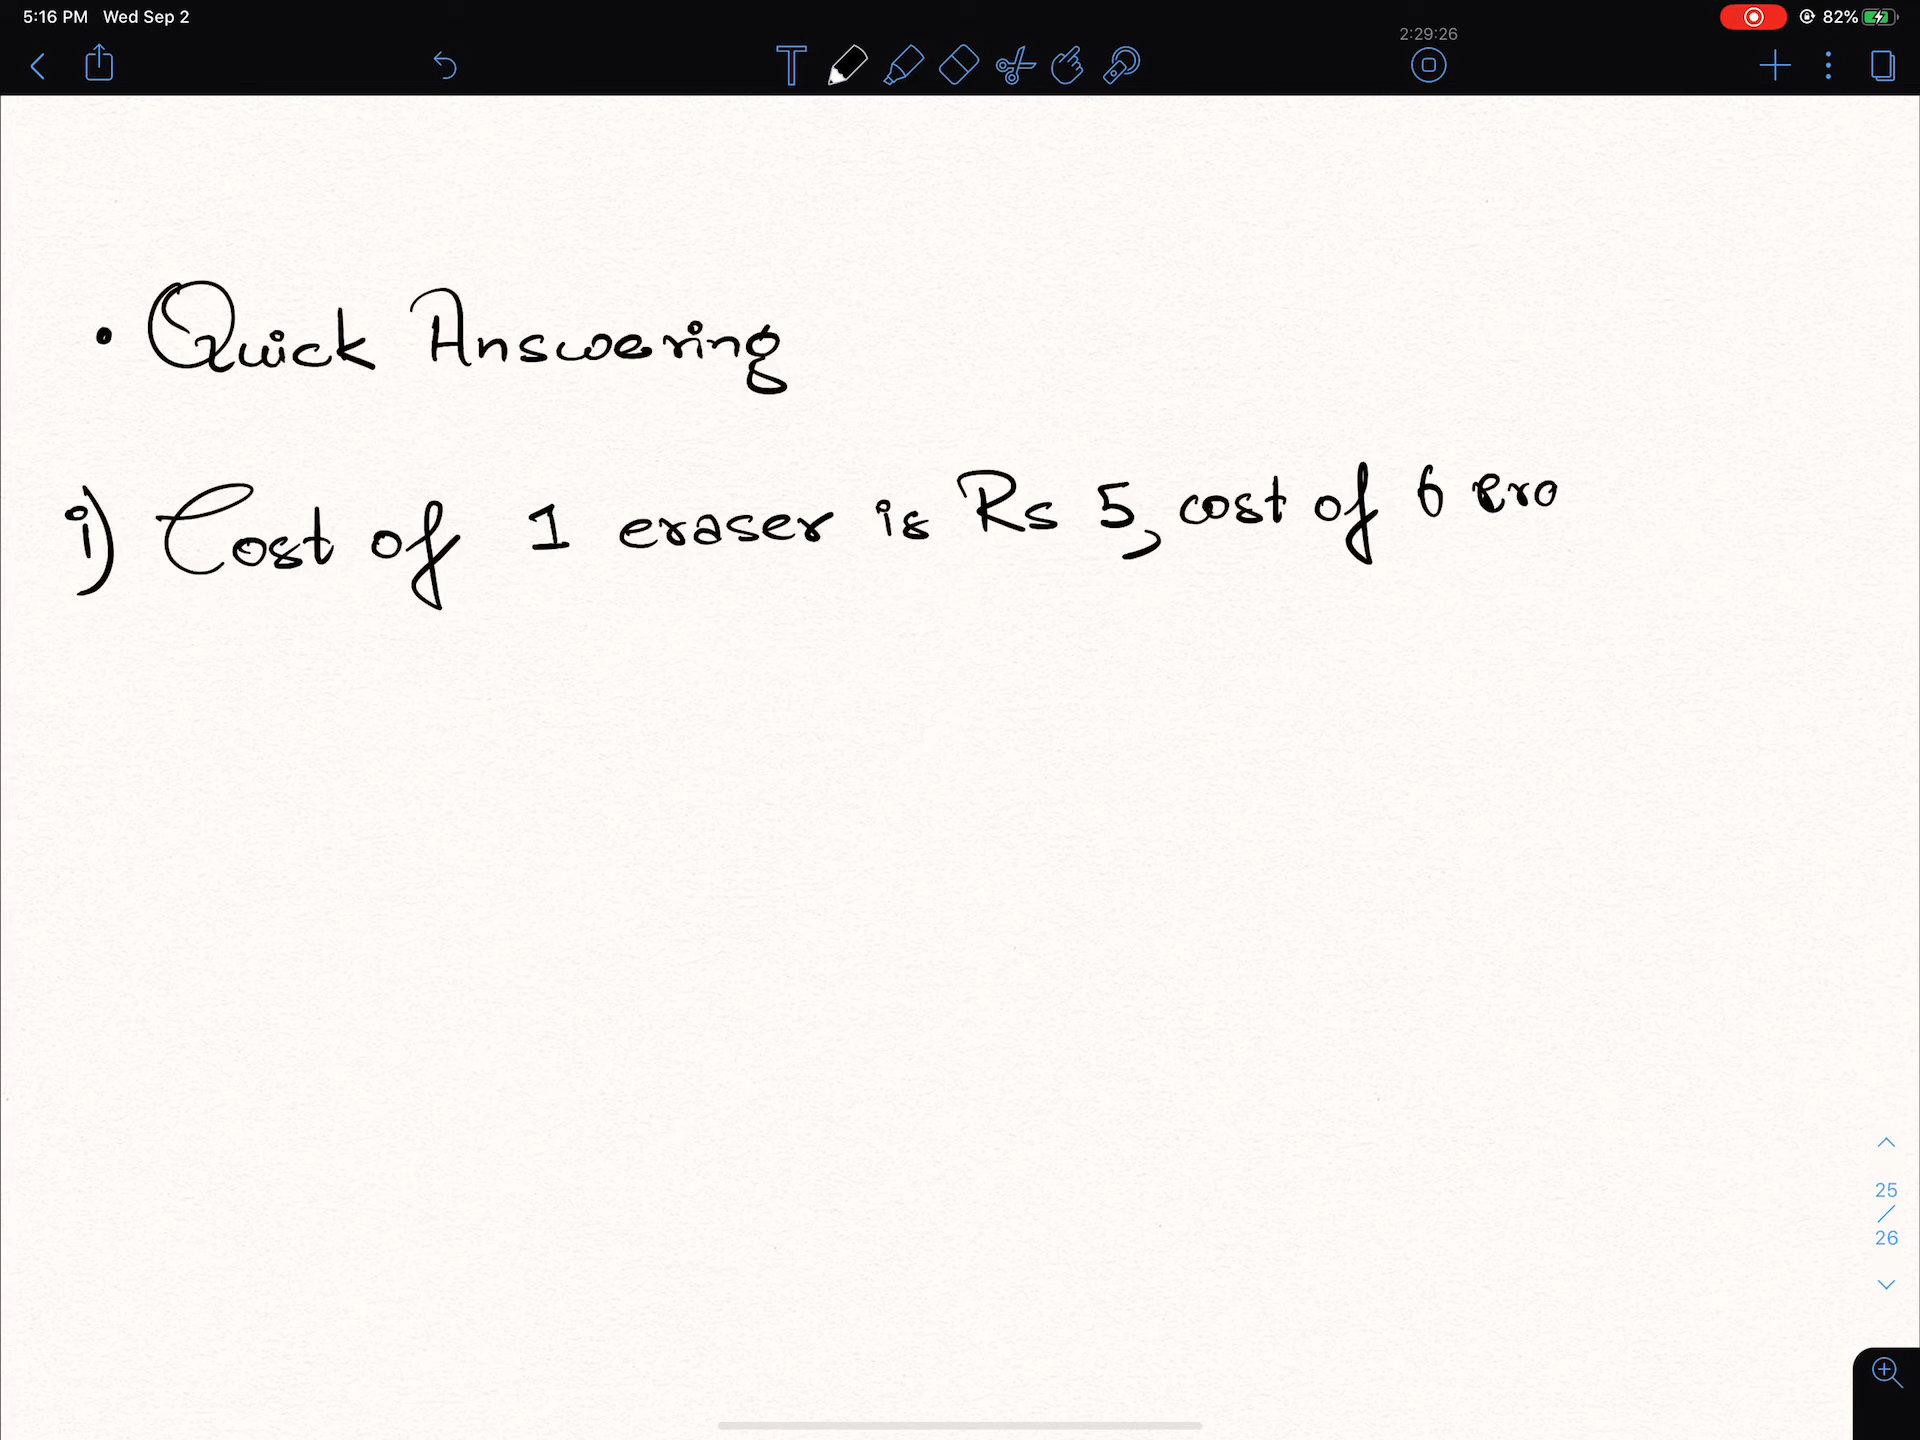 5:16 PM Wed Sep 2
82%
2:29:26
• Quick Answering
i) Cost of 1 eraser is Rs 5, cost of 6 era
25
/
26